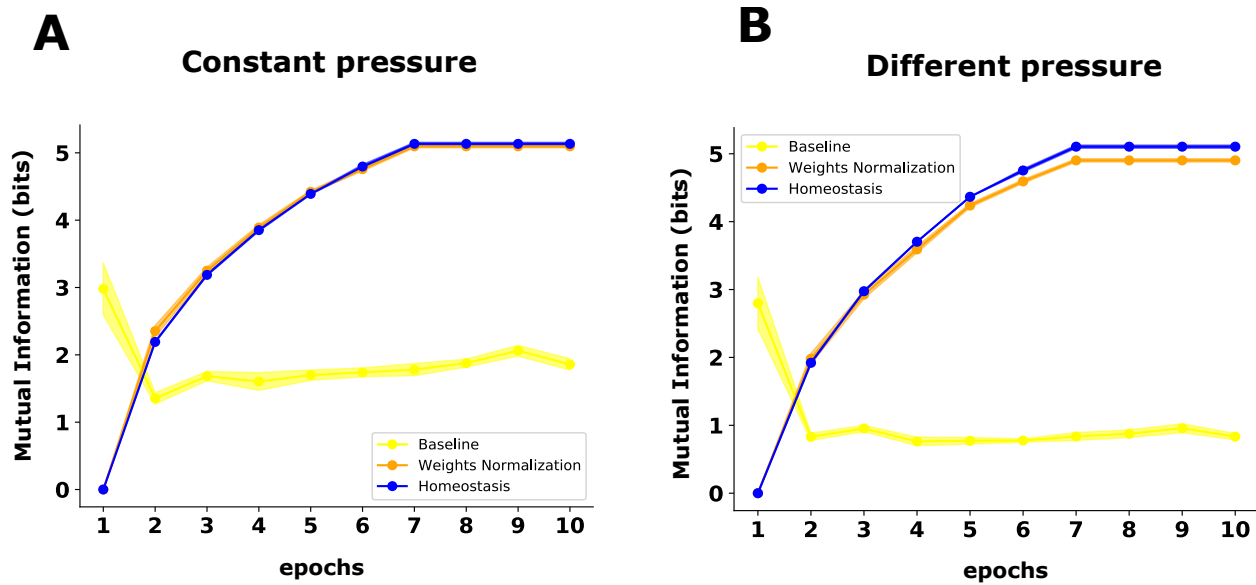 A
Constant pressure
Mutual Information (bits)
5
4
3
2
1
0
Baseline
Weights Normalization
Homeostasis
1 2 3 4 5 6 7 8 9 10
epochs
B
Different pressure
Mutual Information (bits)
5
4
3
2
1
0
Baseline
Weights Normalization
Homeostasis
1 2 3 4 5 6 7 8 9 10
epochs